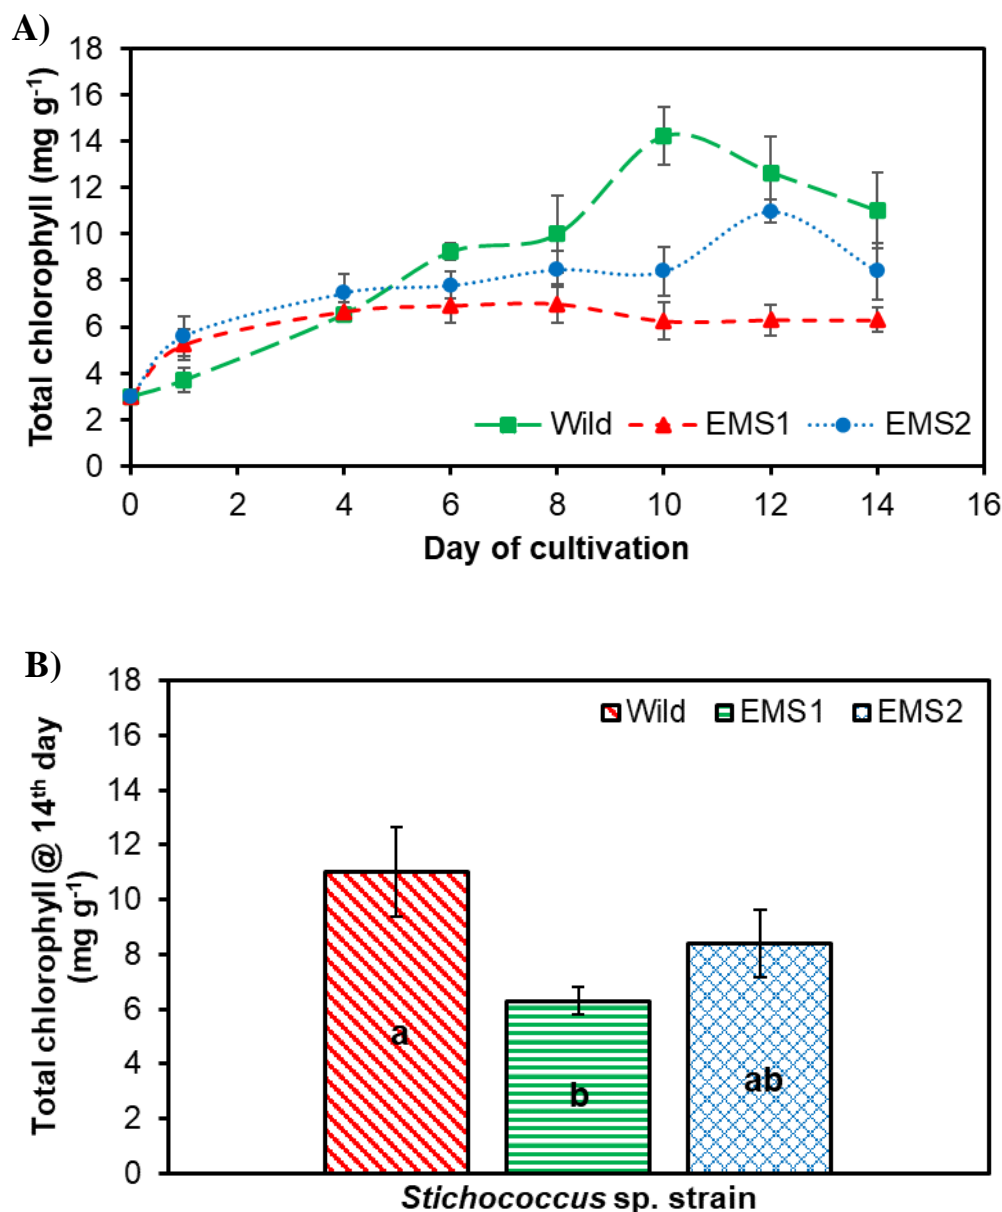 A)
Total chlorophyll (mg g⁻¹)
18
16
14
12
10
8
6
4
2
0
Wild EMS1 EMS2
0 2 4 6 8 10 12 14 16
Day of cultivation
B)
Total chlorophyll @ 14ᵗʰ day
(mg g⁻¹)
18
16
14
12
10
8
6
4
2
0
Wild EMS1 EMS2
a
b
ab
Stichococcus sp. strain